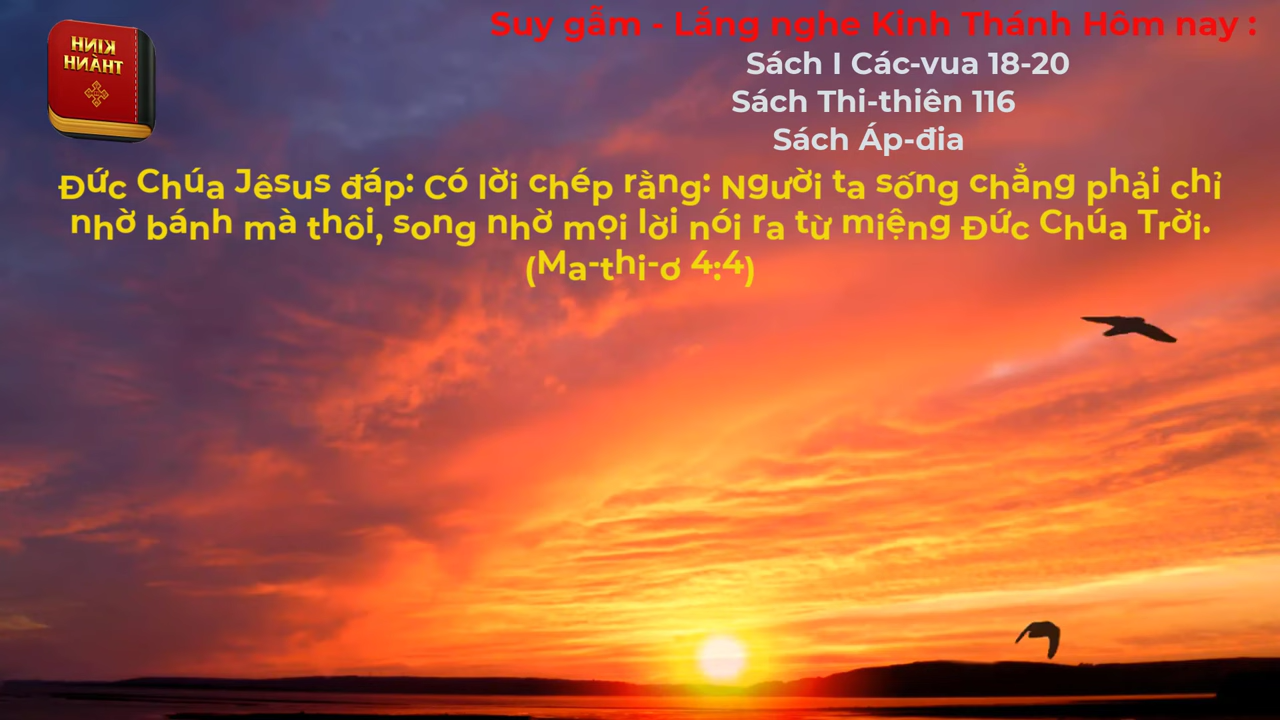 KINH
THÁNH
Suy gẫm - Lắng nghe Kinh Thánh Hôm nay :
Sách I Các-vua 18-20
Sách Thi-thiên 116
Sách Áp-đia
Đức Chúa Jêsus đáp: Có lời chép rằng: Người ta sống chẳng phải chỉ
nhờ bánh mà thôi, song nhờ mọi lời nói ra từ miệng Đức Chúa Trời.
(Ma-thi-ơ 4:4)